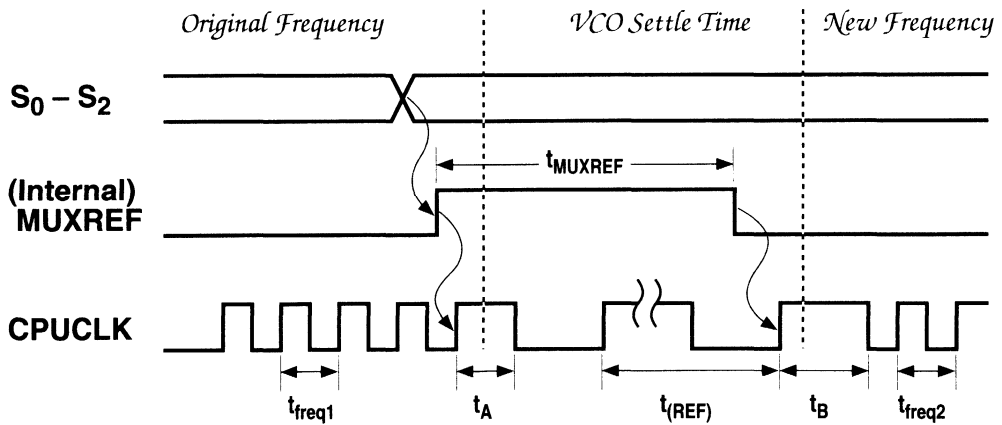 Original Frequency VCO Settle Time New Frequency
S0 – S2
tMUXREF
(Internal)
MUXREF
CPUCLK
tfreq1 tA t(REF) tB tfreq2